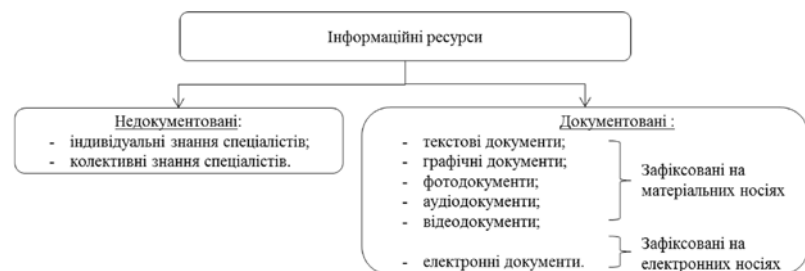 Інформаційні ресурси
Недокументовані:
- індивідуальні знання спеціалістів;
- колективні знання спеціалістів.
Документовані :
- текстові документи;
- графічні документи;
- фотодокументи;
- аудіодокументи;
- відеодокументи;
Зафіксовані на
матеріальних носіях
- електронні документи.
Зафіксовані на
електронних носіях